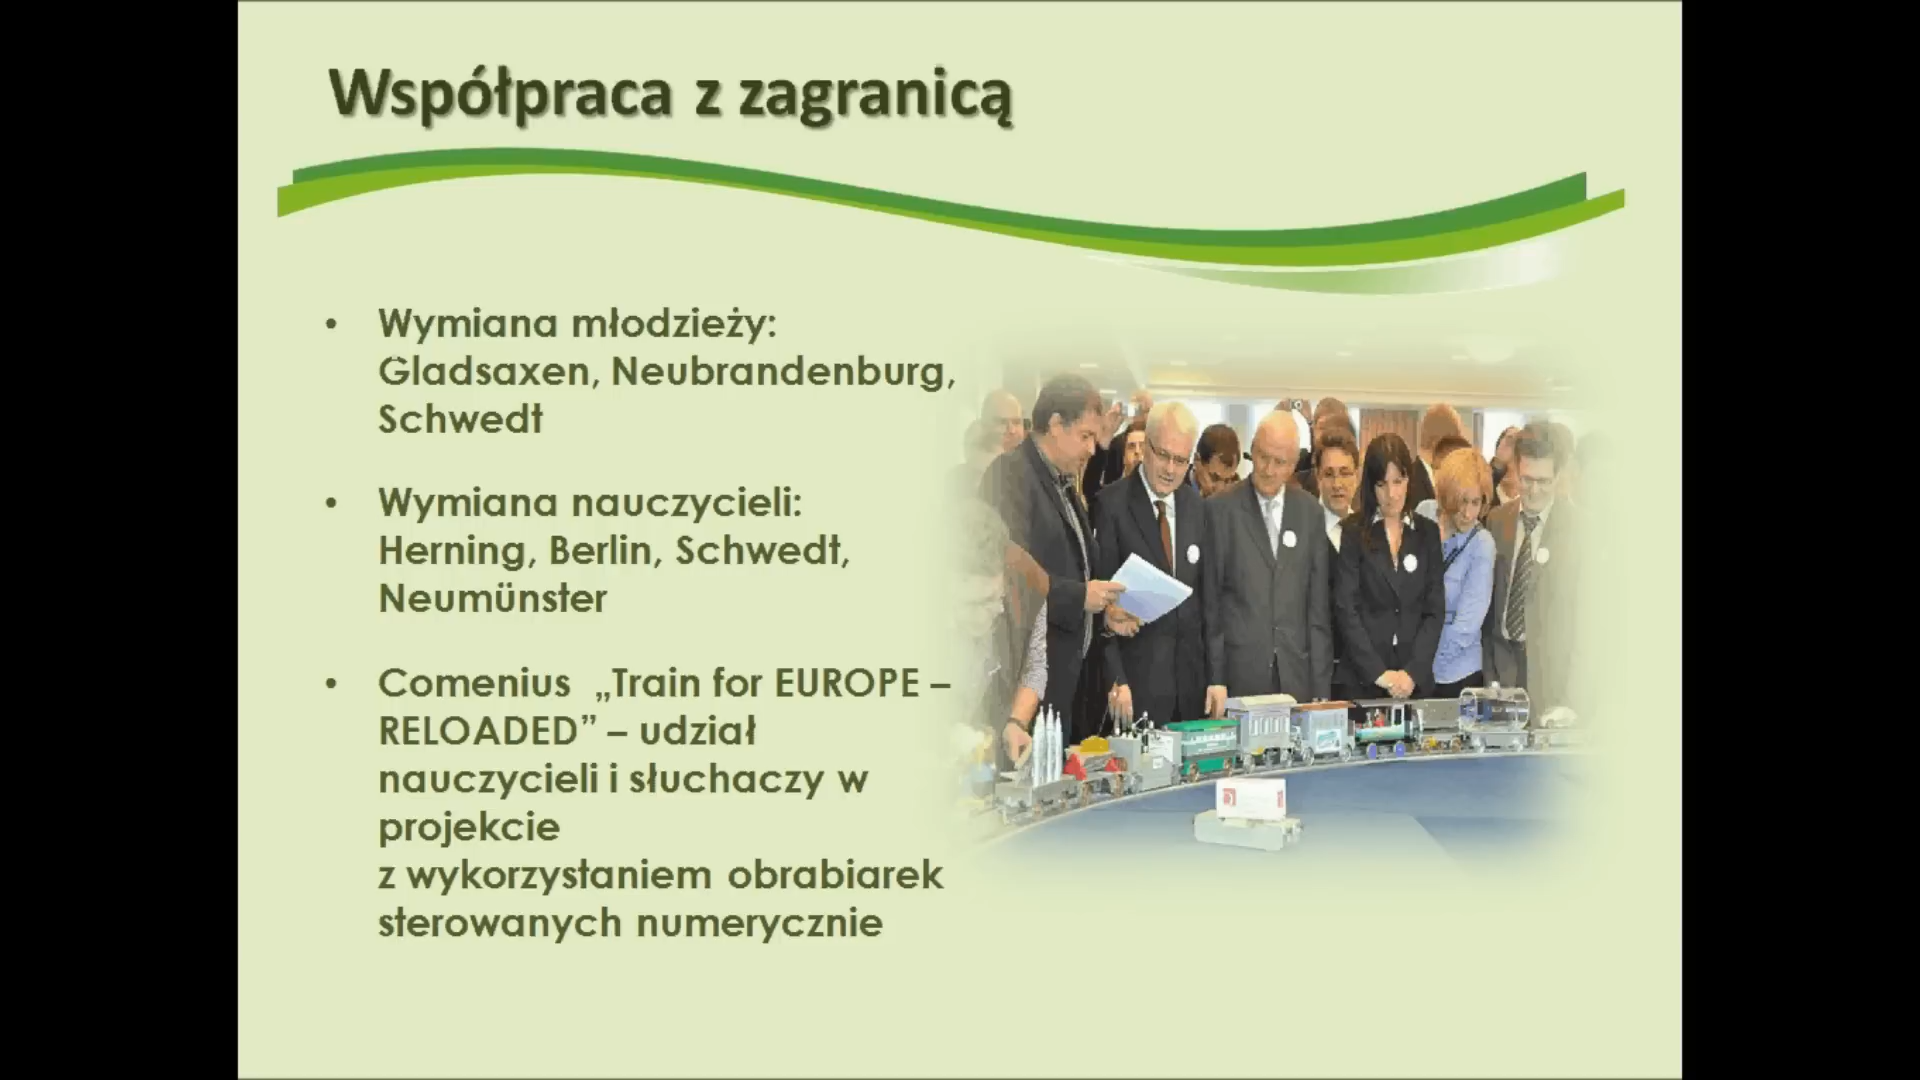 Współpraca z zagranicą
• Wymiana młodzieży:
Gladsaxen, Neubrandenburg,
Schwedt
• Wymiana nauczycieli:
Herning, Berlin, Schwedt,
Neumünster
• Comenius „Train for EUROPE –
RELOADED” – udział
nauczycieli i słuchaczy w
projekcie
z wykorzystaniem obrabiarek
sterowanych numerycznie